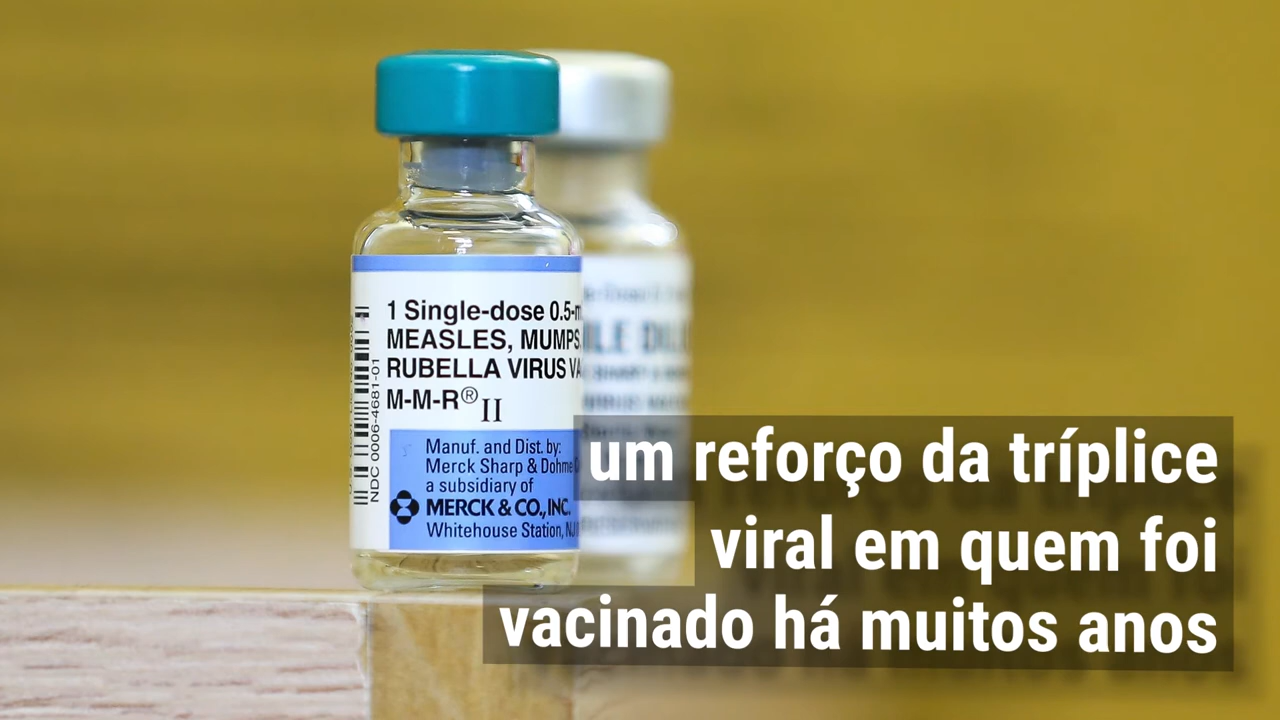 1 Single-dose 0.5-m
MEASLES, MUMPS,
RUBELLA VIRUS VA
M-M-R® II
Manuf. and Dist. by:
Merck Sharp & Dohme
a subsidiary of
MERCK & CO., INC.
Whitehouse Station, NJ
NDC 0006-4681-01
um reforço da tríplice
viral em quem foi
vacinado há muitos anos